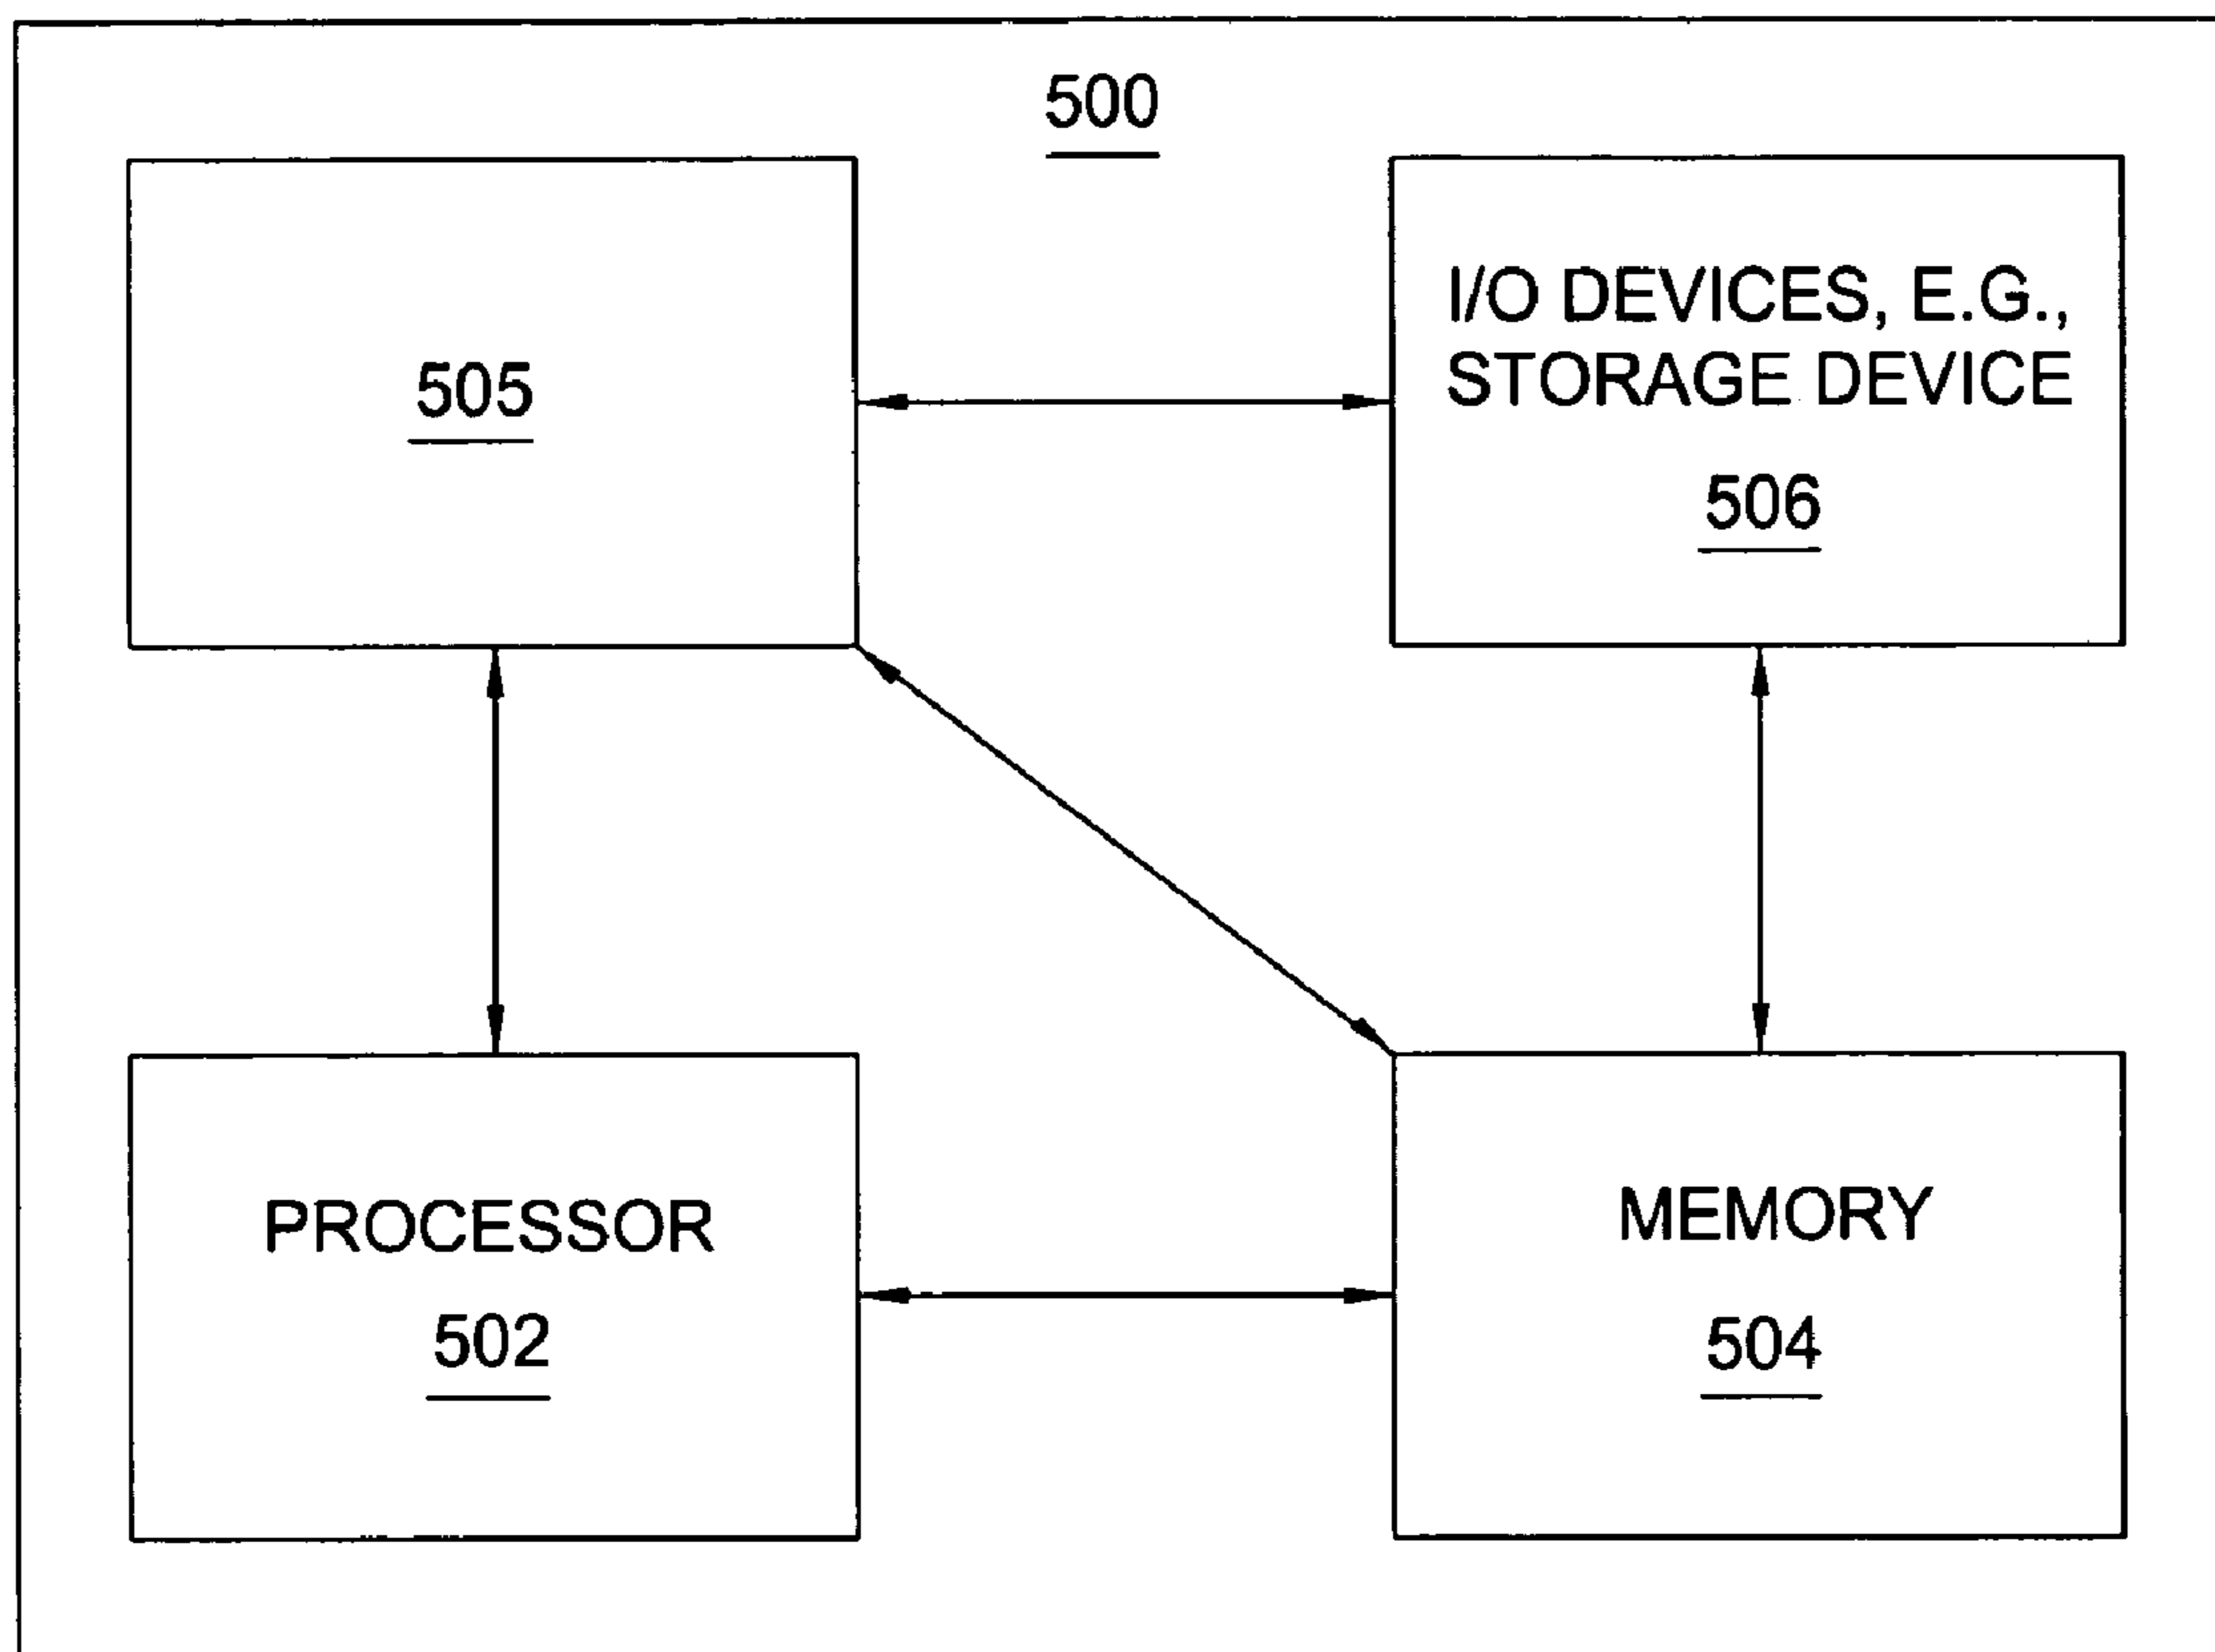 500
505
I/O DEVICES, E.G.,
STORAGE DEVICE
506
PROCESSOR
502
MEMORY
504